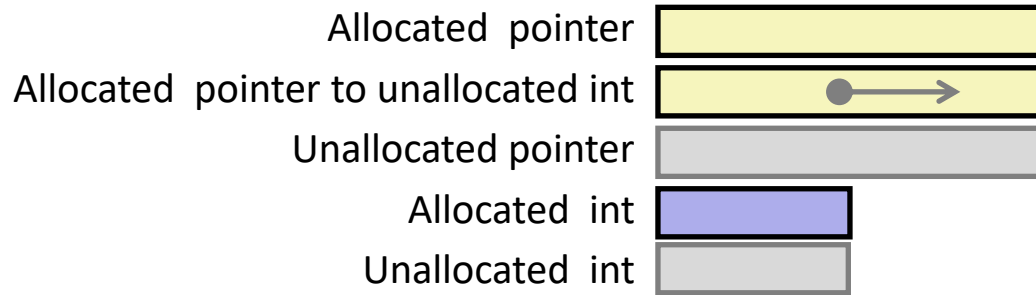 Allocated pointer
Allocated pointer to unallocated int
Unallocated pointer
Allocated int
Unallocated int